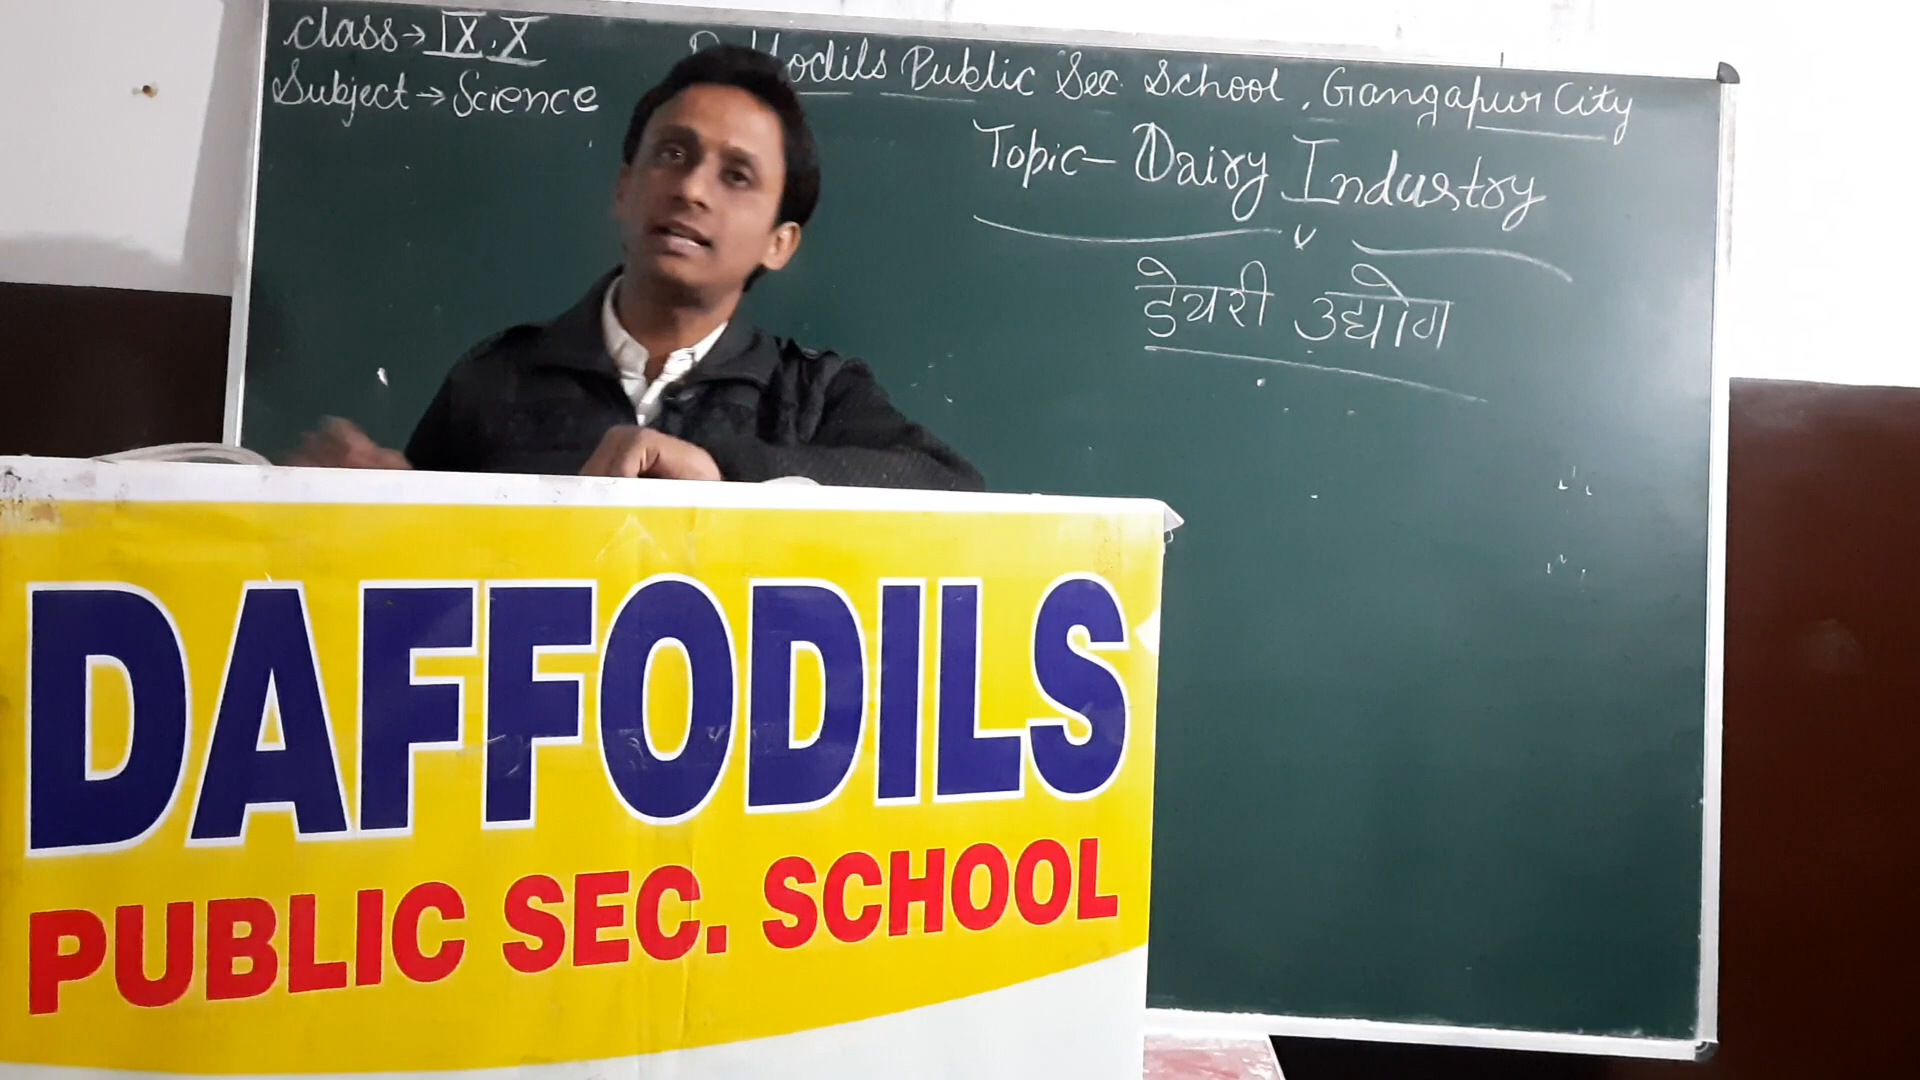 class→ IX, X
Subject → Science
odils Public Sec. School, Gangapur City
Topic- Dairy Industry
डेयरी उद्योग
DAFFODILS
PUBLIC SEC. SCHOOL